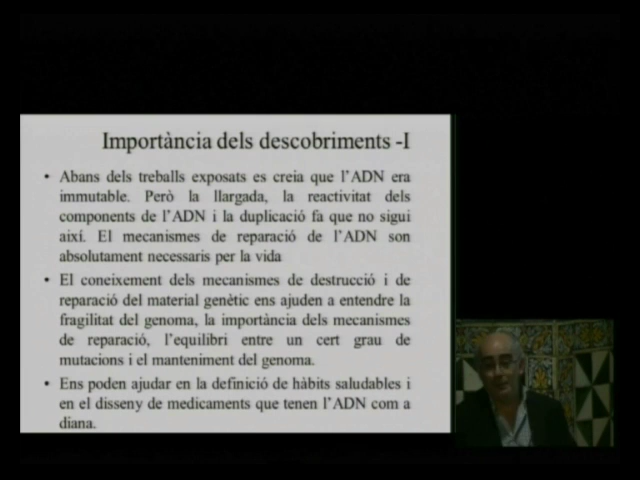 Importància dels descobriments -I
• Abans dels treballs exposats es creia que l'ADN era
immutable. Però la llargada, la reactivitat dels
components de l'ADN i la duplicació fa que no sigui
així. El mecanismes de reparació de l'ADN son
absolutament necessaris per la vida
• El coneixement dels mecanismes de destrucció i de
reparació del material genètic ens ajuden a entendre la
fragilitat del genoma, la importància dels mecanismes
de reparació, l'equilibri entre un cert grau de
mutacions i el manteniment del genoma.
• Ens poden ajudar en la definició de hàbits saludables i
en el disseny de medicaments que tenen l'ADN com a
diana.